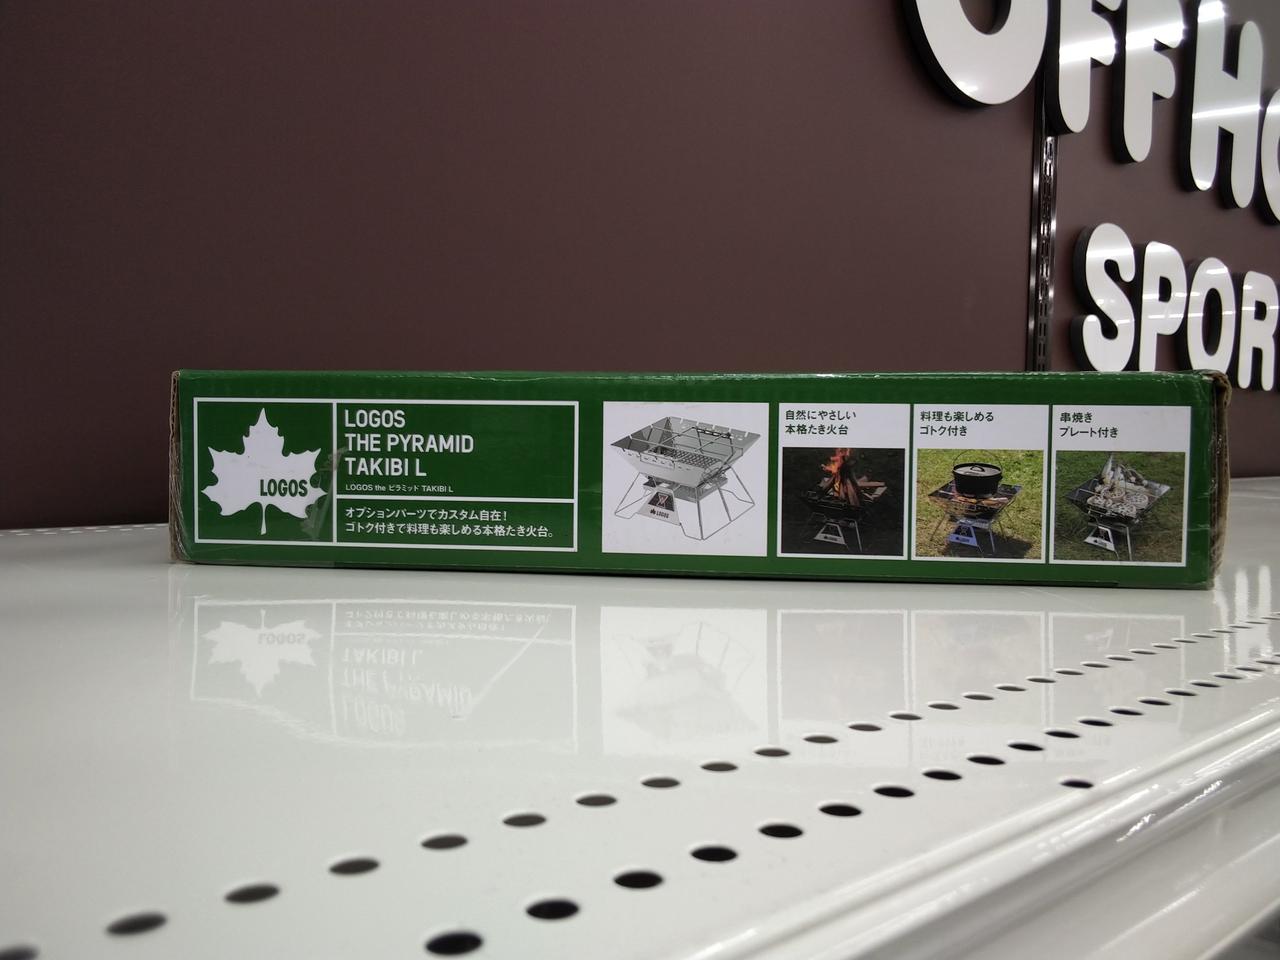 OFFHO
SPOR
LOGOS
LOGOS
THE PYRAMID
TAKIBI L
LOGOS the ピラミッド TAKIBI L
オプションパーツでカスタム自在!
ゴトク付きで料理も楽しめる本格たき火台。
LOGOS
自然にやさしい
本格たき火台
料理も楽しめる
ゴトク付き
串焼き
プレート付き